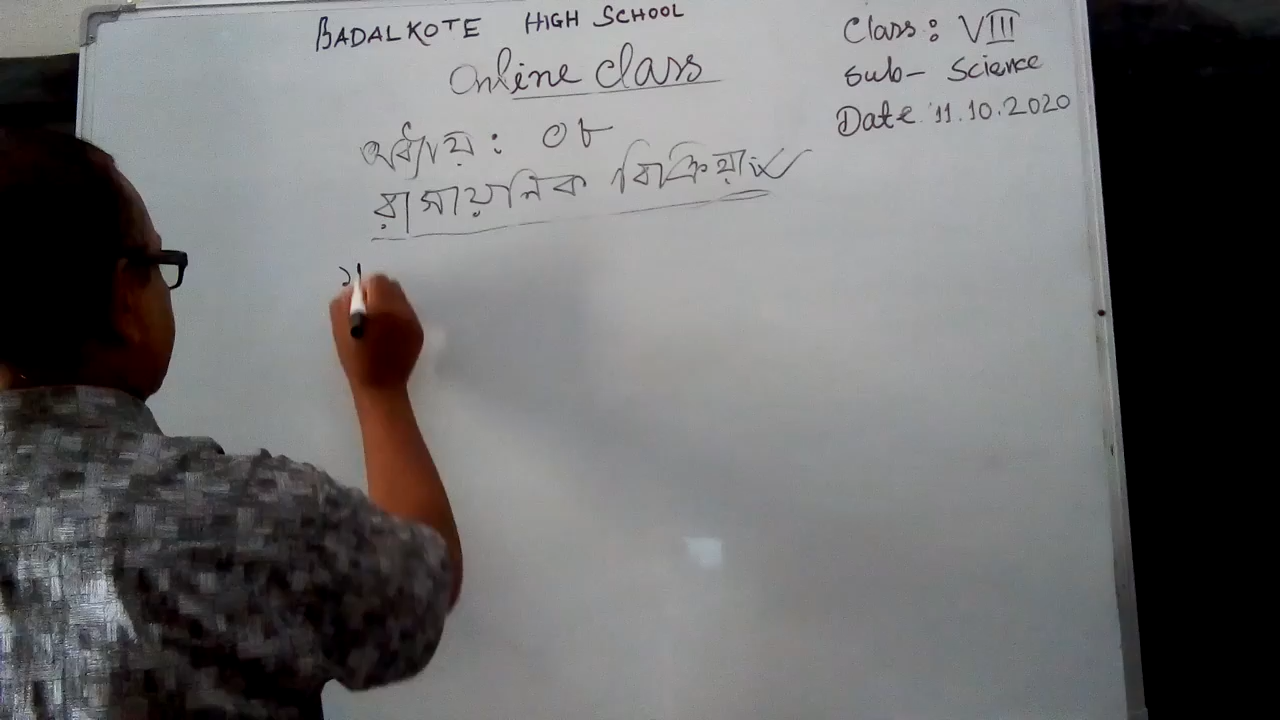 BADALKOTE HIGH SCHOOL
Online Class
Class: VIII
Sub- Science
Date 11.10.2020
অধ্যায়: ০৮
রাসায়নিক বিক্রিয়া